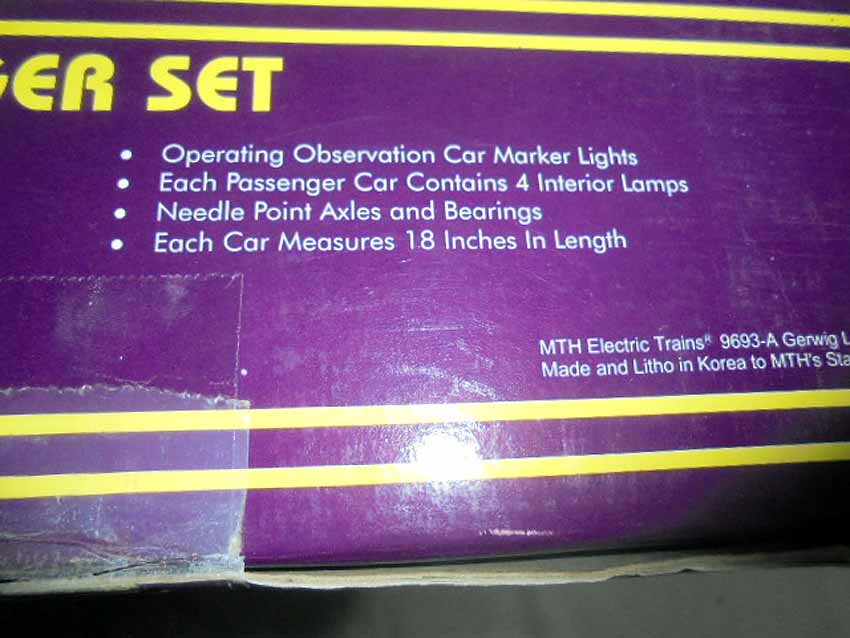 GER SET
• Operating Observation Car Marker Lights
• Each Passenger Car Contains 4 Interior Lamps
• Needle Point Axles and Bearings
• Each Car Measures 18 Inches In Length
MTH Electric Trains® 9693-A Gerwig L
Made and Litho in Korea to MTH's Sta